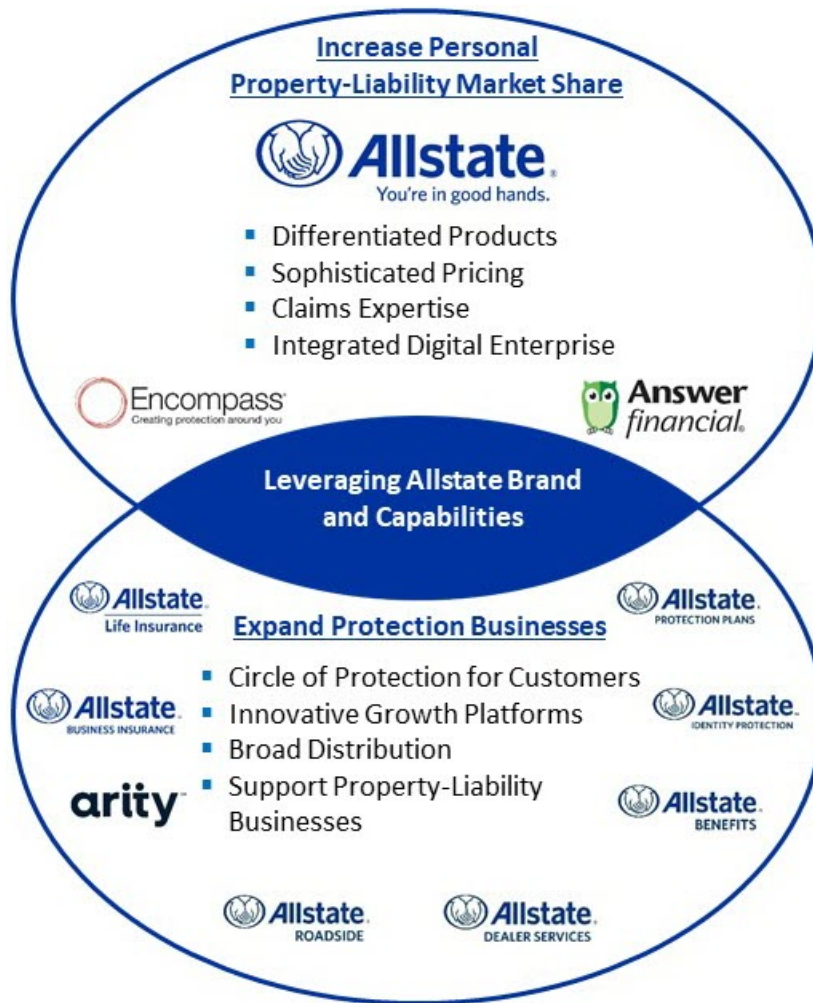 Increase Personal
Property-Liability Market Share
Allstate®
You're in good hands.
▪ Differentiated Products
▪ Sophisticated Pricing
▪ Claims Expertise
▪ Integrated Digital Enterprise
Encompass®
Creating protection around you
Answer
financial®
Leveraging Allstate Brand
and Capabilities
Allstate®
Life Insurance
Allstate®
PROTECTION PLANS
Expand Protection Businesses
▪ Circle of Protection for Customers
▪ Innovative Growth Platforms
▪ Broad Distribution
▪ Support Property-Liability
Businesses
Allstate®
BUSINESS INSURANCE
Allstate®
IDENTITY PROTECTION
arity™
Allstate®
BENEFITS
Allstate®
ROADSIDE
Allstate®
DEALER SERVICES